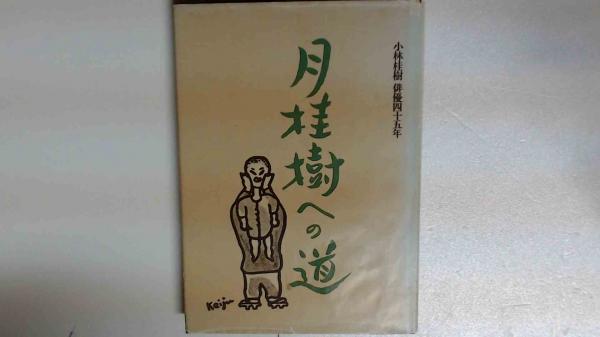 小林桂樹 俳優四十五年
月桂樹への道
Keiju